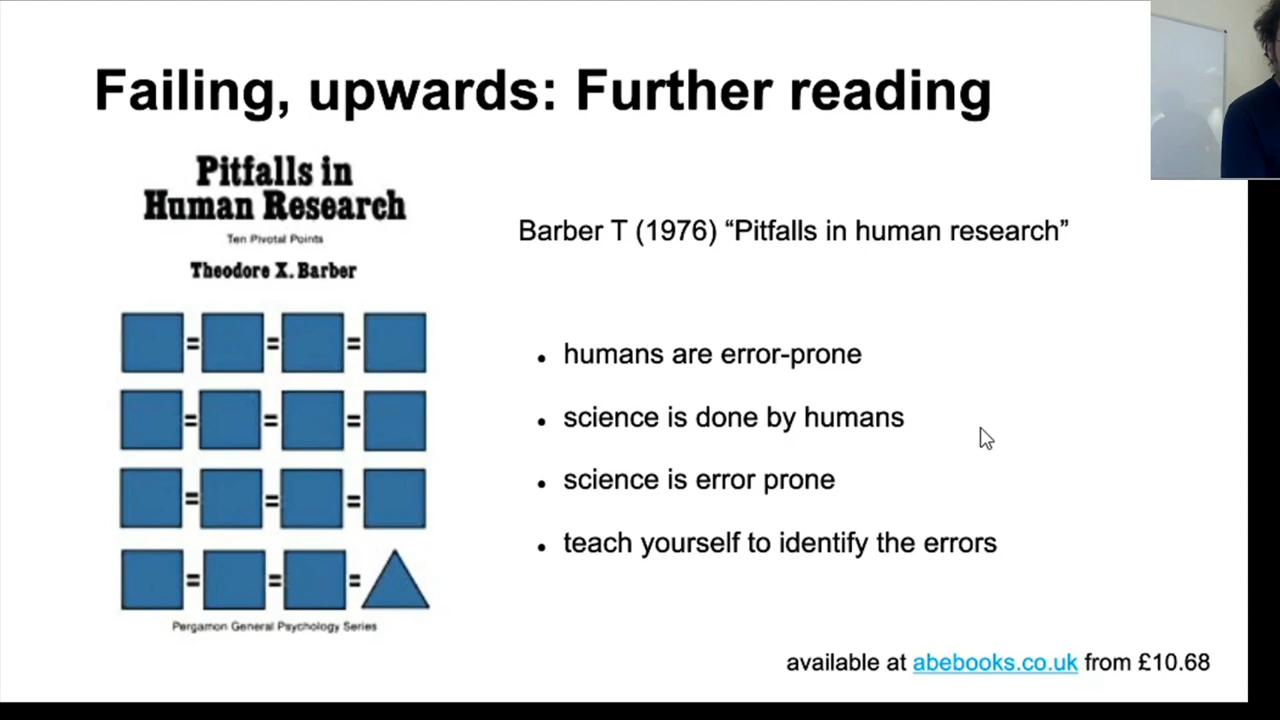 Failing, upwards: Further reading
Pitfalls in
Human Research
Ten Pivotal Points
Theodore X. Barber
= = =
= = =
= = =
= = =
Pergamon General Psychology Series
Barber T (1976) “Pitfalls in human research”
• humans are error-prone
• science is done by humans
• science is error prone
• teach yourself to identify the errors
available at abebooks.co.uk from £10.68